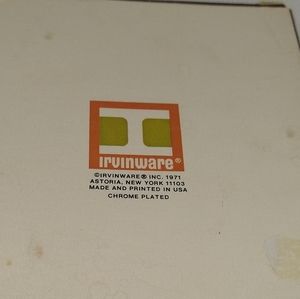 IRVINWARE®
©IRVINWARE® INC. 1971
ASTORIA, NEW YORK 11103
MADE AND PRINTED IN USA
CHROME PLATED